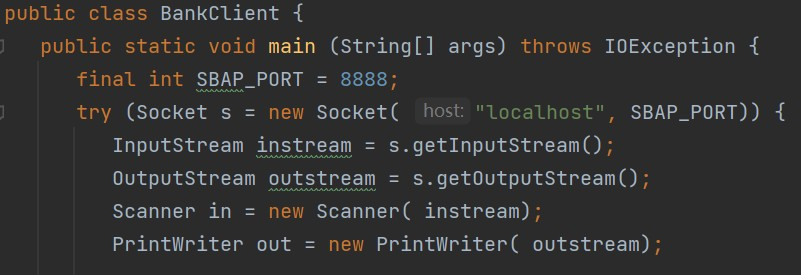 public class BankClient {
public static void main (String[] args) throws IOException {
final int SBAP_PORT = 8888;
try (Socket s = new Socket( host: "localhost", SBAP_PORT)) {
InputStream instream = s.getInputStream();
OutputStream outstream = s.getOutputStream();
Scanner in = new Scanner( instream);
PrintWriter out = new PrintWriter( outstream);